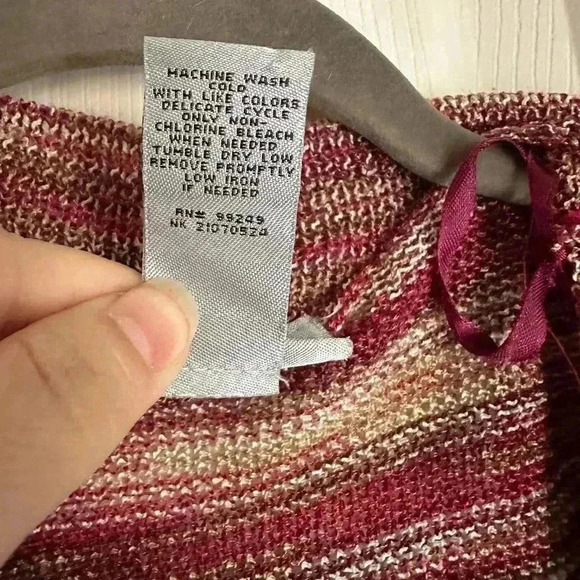 MACHINE WASH
COLD
WITH LIKE COLORS
DELICATE CYCLE
ONLY NON-
CHLORINE BLEACH
WHEN NEEDED
TUMBLE DRY LOW
REMOVE PROMPTLY
LOW IRON
IF NEEDED
RN# 99249
NK 21070524